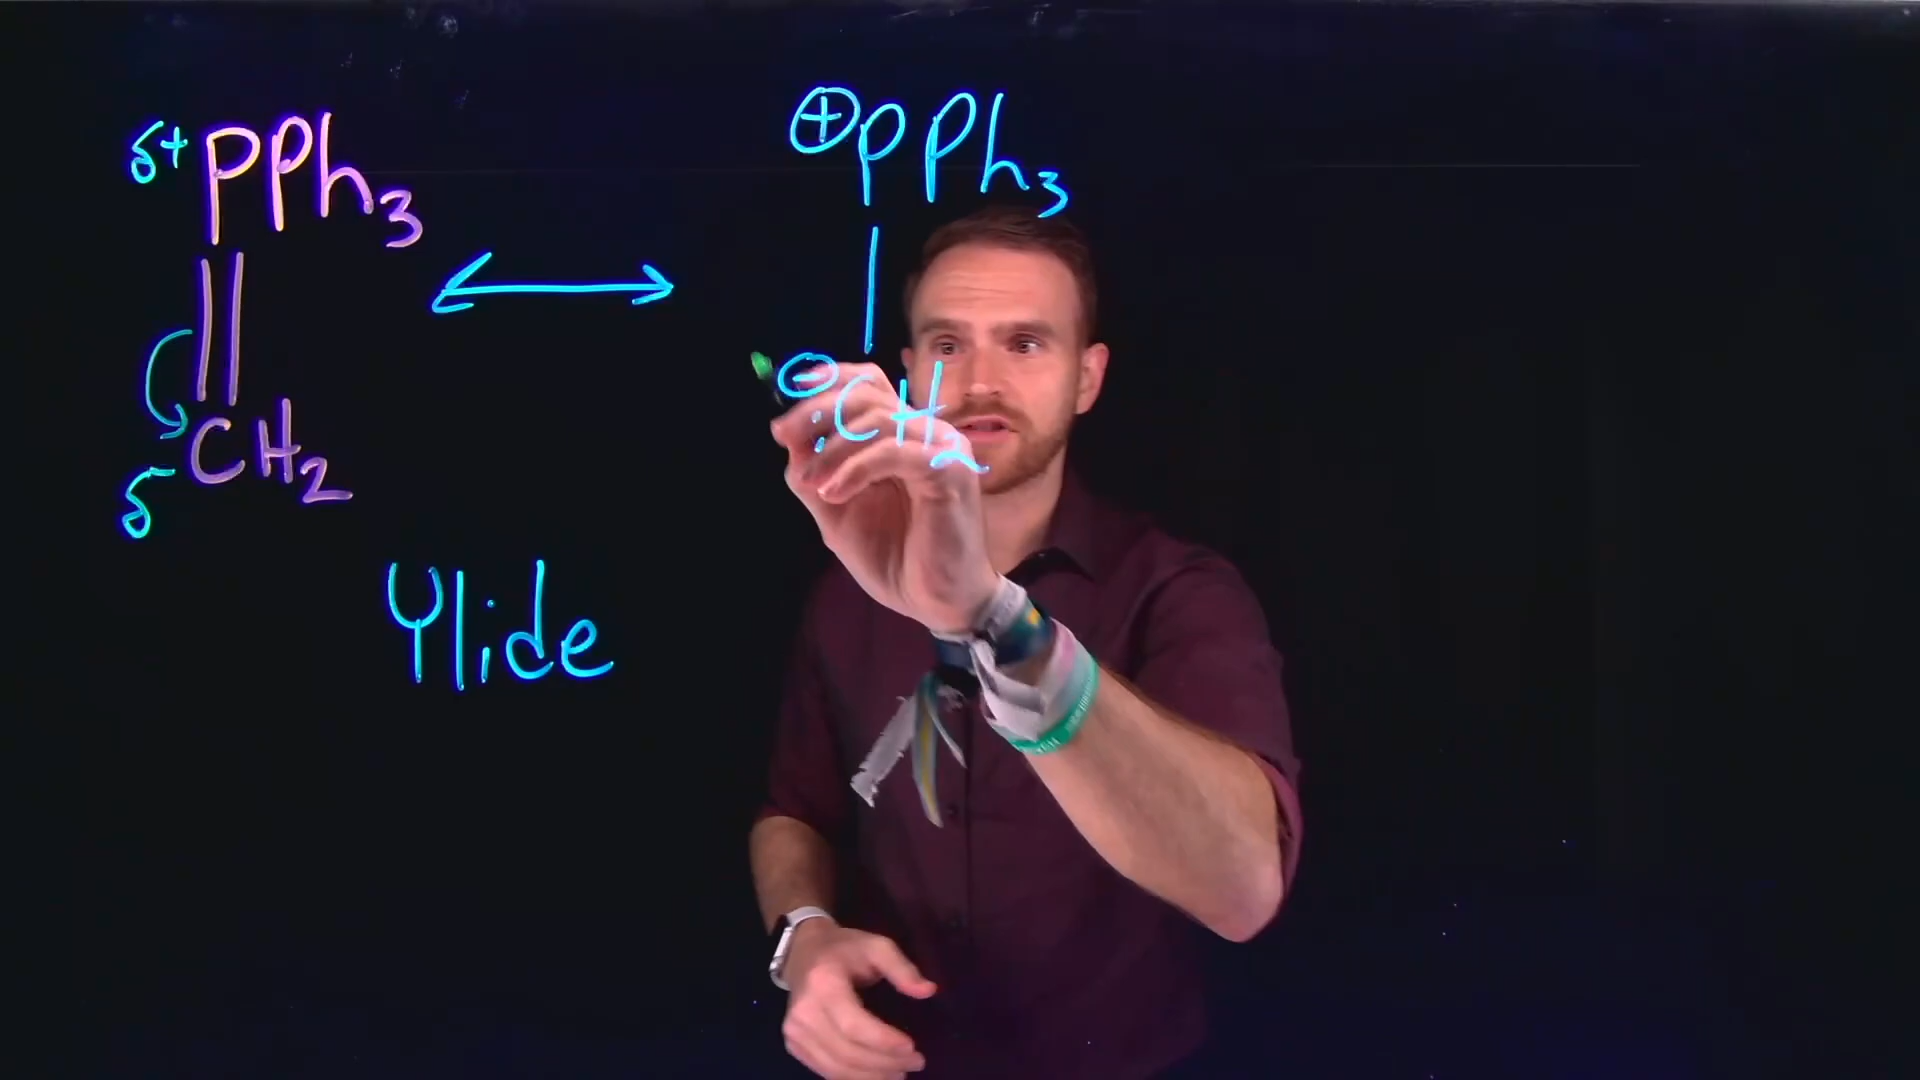 δ+ PPh₃
CH₂
δ⁻
⊕PPh₃
⊖
:CH₂
Ylide